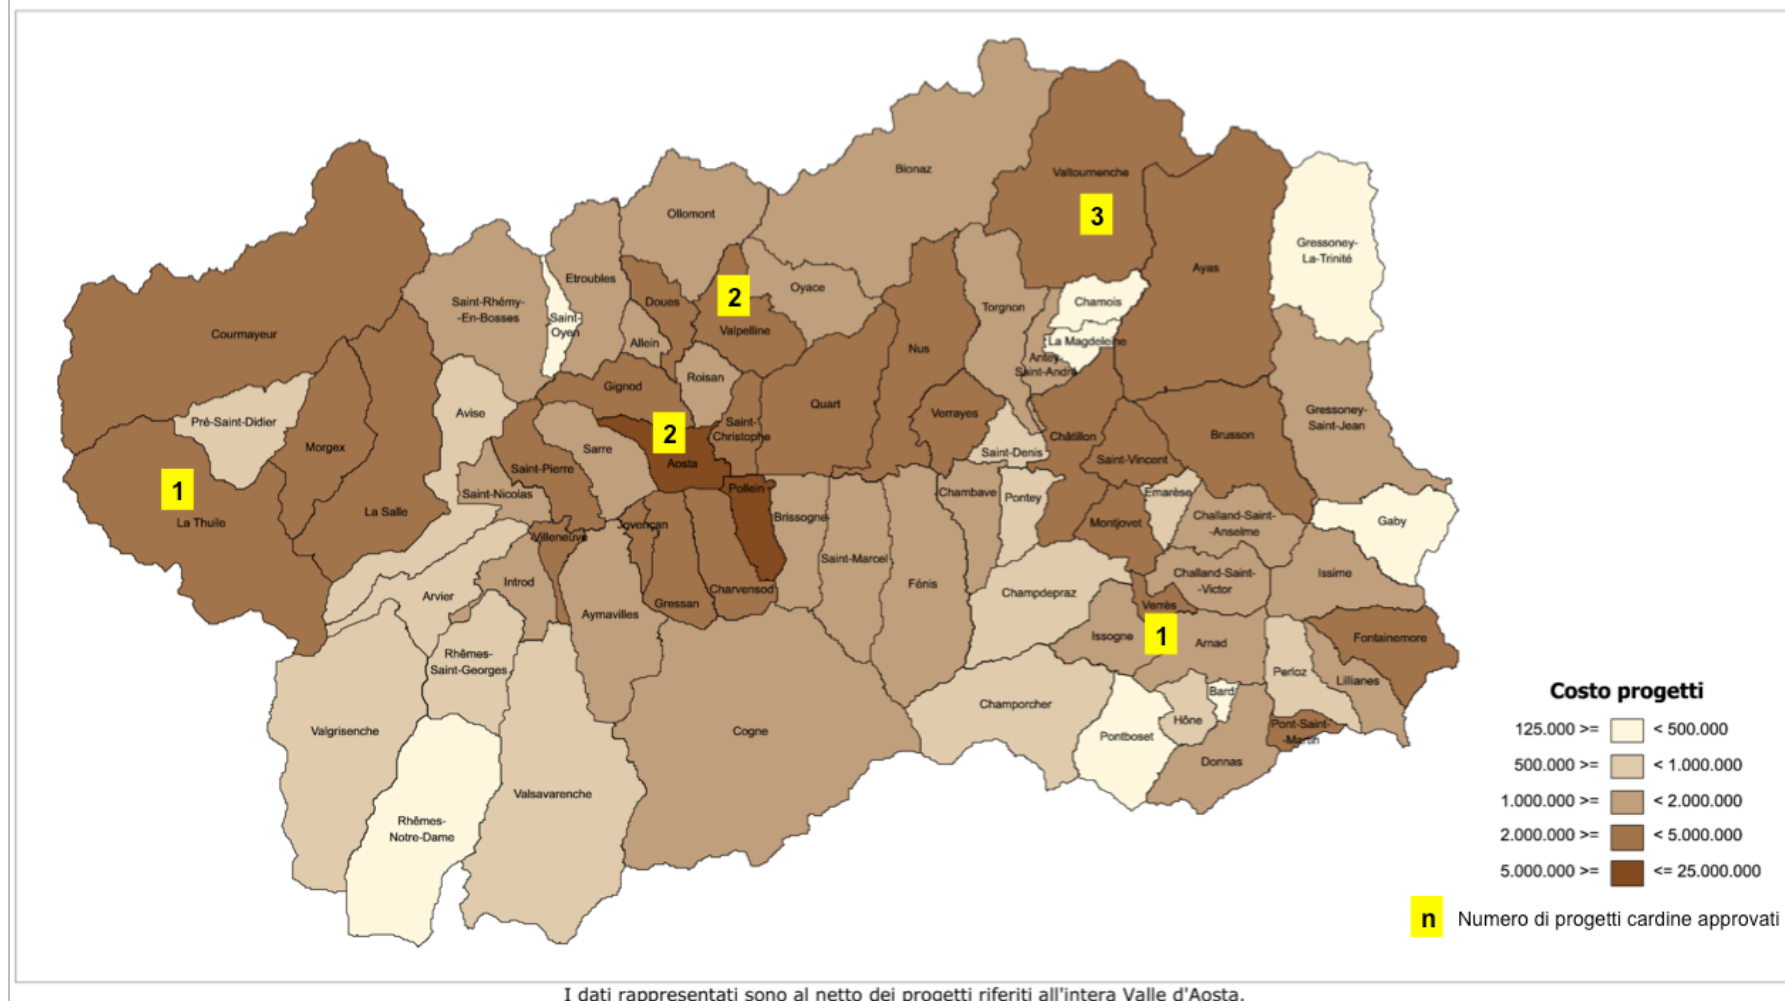 Bionaz
Valtournenche
3
Ollomont
Gressoney-
La-Trinité
Ayas
Etroubles
Oyace
2
Doues
Chamois
Saint-Rhémy-
-En-Bosses
Torgnon
Saint-
Oyen
Valpelline
Courmayeur
Allein
La Magdeleine
Nus
Antey-
Saint-André
Roisan
Gignod
Quart
Avise
Verrayes
Gressoney-
Saint-Jean
Pré-Saint-Didier
Saint-
Christophe
2
Châtillon
Brusson
Morgex
Sarre
Saint-Denis
Saint-Vincent
Aosta
Saint-Pierre
1
Pollein
Saint-Nicolas
Chambave
Pontey
Emarèse
La Salle
La Thuile
Brissogne
Challand-Saint-
-Anselme
Gaby
Montjovet
Jovençan
Villeneuve
Saint-Marcel
Challand-Saint-
-Victor
Issime
Introd
Fénis
Charvensod
Champdepraz
Arvier
Gressan
Verrès
Aymavilles
1
Issogne
Arnad
Fontainemore
Rhêmes-
Saint-Georges
Perloz
Lillianes
Bard
Champorcher
Hône
Valgrisenche
Cogne
Pontboset
Pont-Saint-
-Martin
Donnas
Valsavarenche
Rhêmes-
Notre-Dame
Costo progetti
125.000 >= < 500.000
500.000 >= < 1.000.000
1.000.000 >= < 2.000.000
2.000.000 >= < 5.000.000
5.000.000 >= <= 25.000.000
n Numero di progetti cardine approvati
I dati rappresentati sono al netto dei progetti riferiti all'intera Valle d'Aosta.